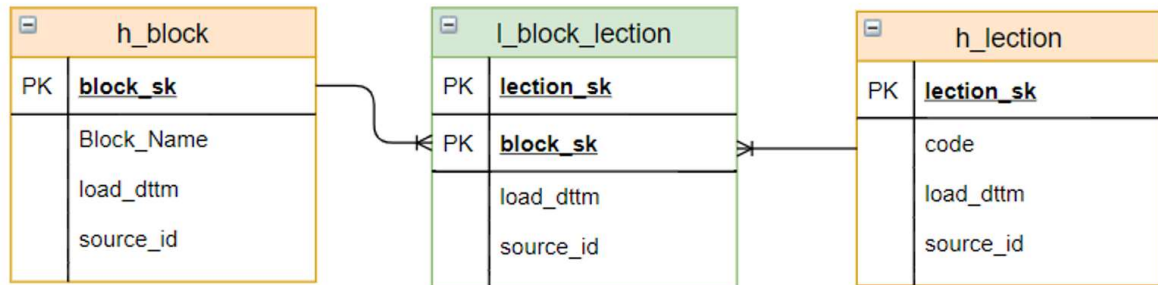 h_block
PK block_sk
Block_Name
load_dttm
source_id
l_block_lection
PK lection_sk
PK block_sk
load_dttm
source_id
h_lection
PK lection_sk
code
load_dttm
source_id